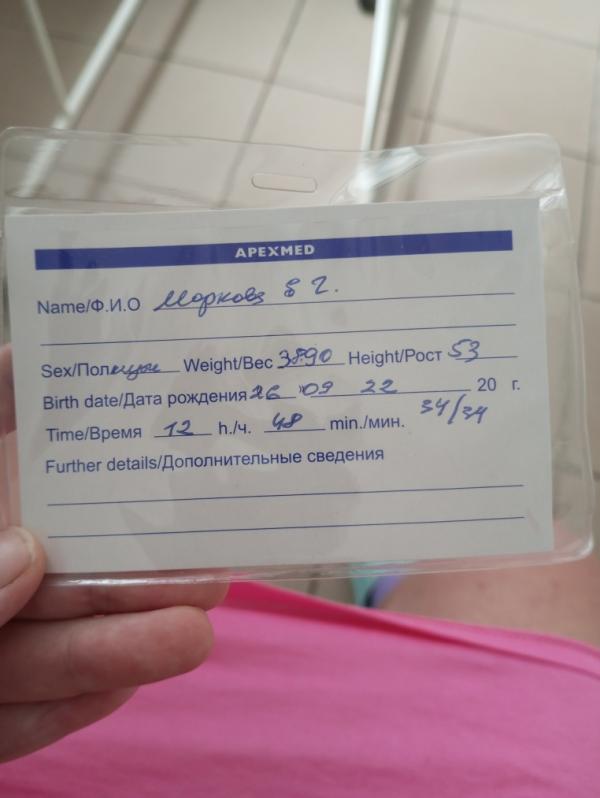 APEXMED
Name/Ф.И.О
Sex/Пол Weight/Вес 3890 Height/Рост 53
Birth date/Дата рождения 26 09 22 20 г.
Time/Время 12 h./ч. 48 min./мин. 34/34
Further details/Дополнительные сведения